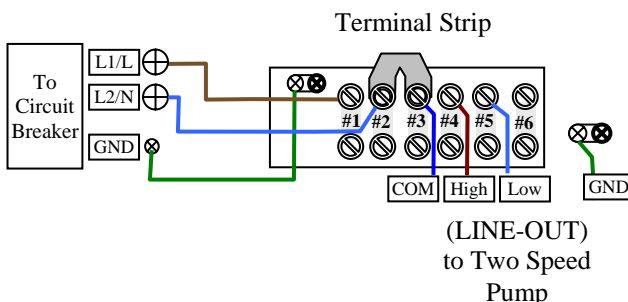 Terminal Strip
To
Circuit
Breaker
L1/L
L2/N
GND
#1 #2 #3 #4 #5 #6
COM High Low
GND
(LINE-OUT)
to Two Speed
Pump